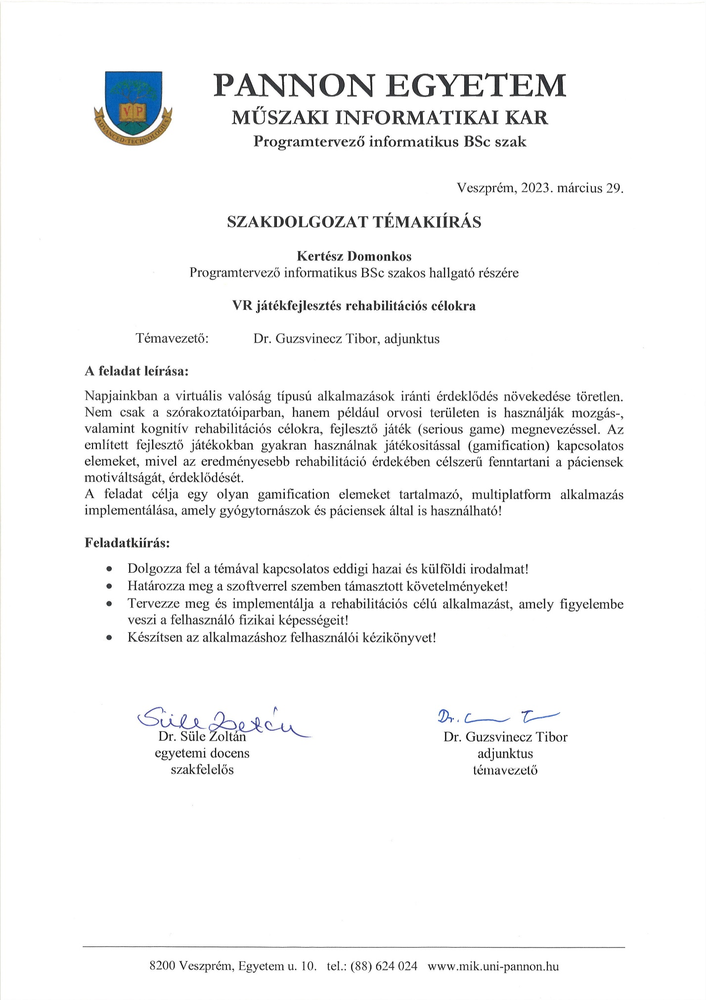 PANNON EGYETEM
MŰSZAKI INFORMATIKAI KAR
Programtervező informatikus BSc szak
V P
ADVANCED·TECHNOLOGIES
Veszprém, 2023. március 29.
SZAKDOLGOZAT TÉMAKIÍRÁS
Kertész Domonkos
Programtervező informatikus BSc szakos hallgató részére
VR játékfejlesztés rehabilitációs célokra
Témavezető: Dr. Guzsvinecz Tibor, adjunktus
A feladat leírása:
Napjainkban a virtuális valóság típusú alkalmazások iránti érdeklődés növekedése töretlen.
Nem csak a szórakoztatóiparban, hanem például orvosi területen is használják mozgás-,
valamint kognitív rehabilitációs célokra, fejlesztő játék (serious game) megnevezéssel. Az
említett fejlesztő játékokban gyakran használnak játékosítással (gamification) kapcsolatos
elemeket, mivel az eredményesebb rehabilitáció érdekében célszerű fenntartani a páciensek
motiváltságát, érdeklődését.
A feladat célja egy olyan gamification elemeket tartalmazó, multiplatform alkalmazás
implementálása, amely gyógytornászok és páciensek által is használható!
Feladatkiírás:
• Dolgozza fel a témával kapcsolatos eddigi hazai és külföldi irodalmat!
• Határozza meg a szoftverrel szemben támasztott követelményeket!
• Tervezze meg és implementálja a rehabilitációs célú alkalmazást, amely figyelembe
veszi a felhasználó fizikai képességeit!
• Készítsen az alkalmazáshoz felhasználói kézikönyvet!
Süle Zoltán
Dr. Süle Zoltán
egyetemi docens
szakfelelős
Dr. G T
Dr. Guzsvinecz Tibor
adjunktus
témavezető
8200 Veszprém, Egyetem u. 10. tel.: (88) 624 024 www.mik.uni-pannon.hu